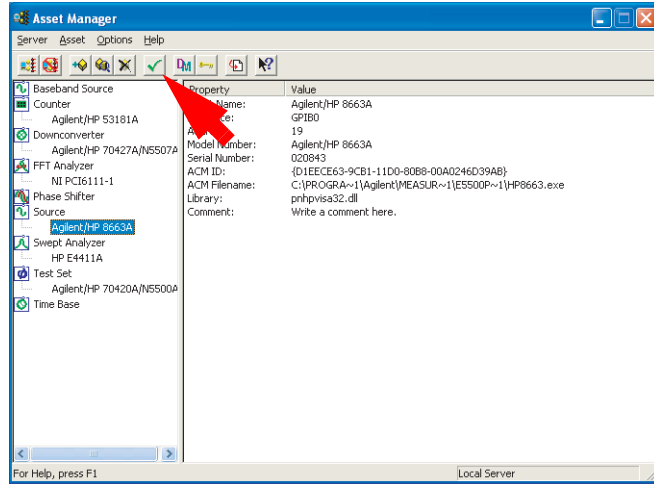 Asset Manager
Server Asset Options Help
DM
Baseband Source
Counter
Agilent/HP 53181A
Downconverter
Agilent/HP 70427A/N5507A
FFT Analyzer
NI PCI6111-1
Phase Shifter
Source
Agilent/HP 8663A
Swept Analyzer
HP E4411A
Test Set
Agilent/HP 70420A/N5500A
Time Base
Property Value
Name: Agilent/HP 8663A
GPIB0
19
Model Number: Agilent/HP 8663A
Serial Number: 020843
ACM ID: {D1EECE63-9CB1-11D0-80B8-00A0246D39AB}
ACM Filename: C:\PROGRA~1\Agilent\MEASUR~1\E5500P~1\HP8663.exe
Library: pnhpvisa32.dll
Comment: Write a comment here.
For Help, press F1
Local Server